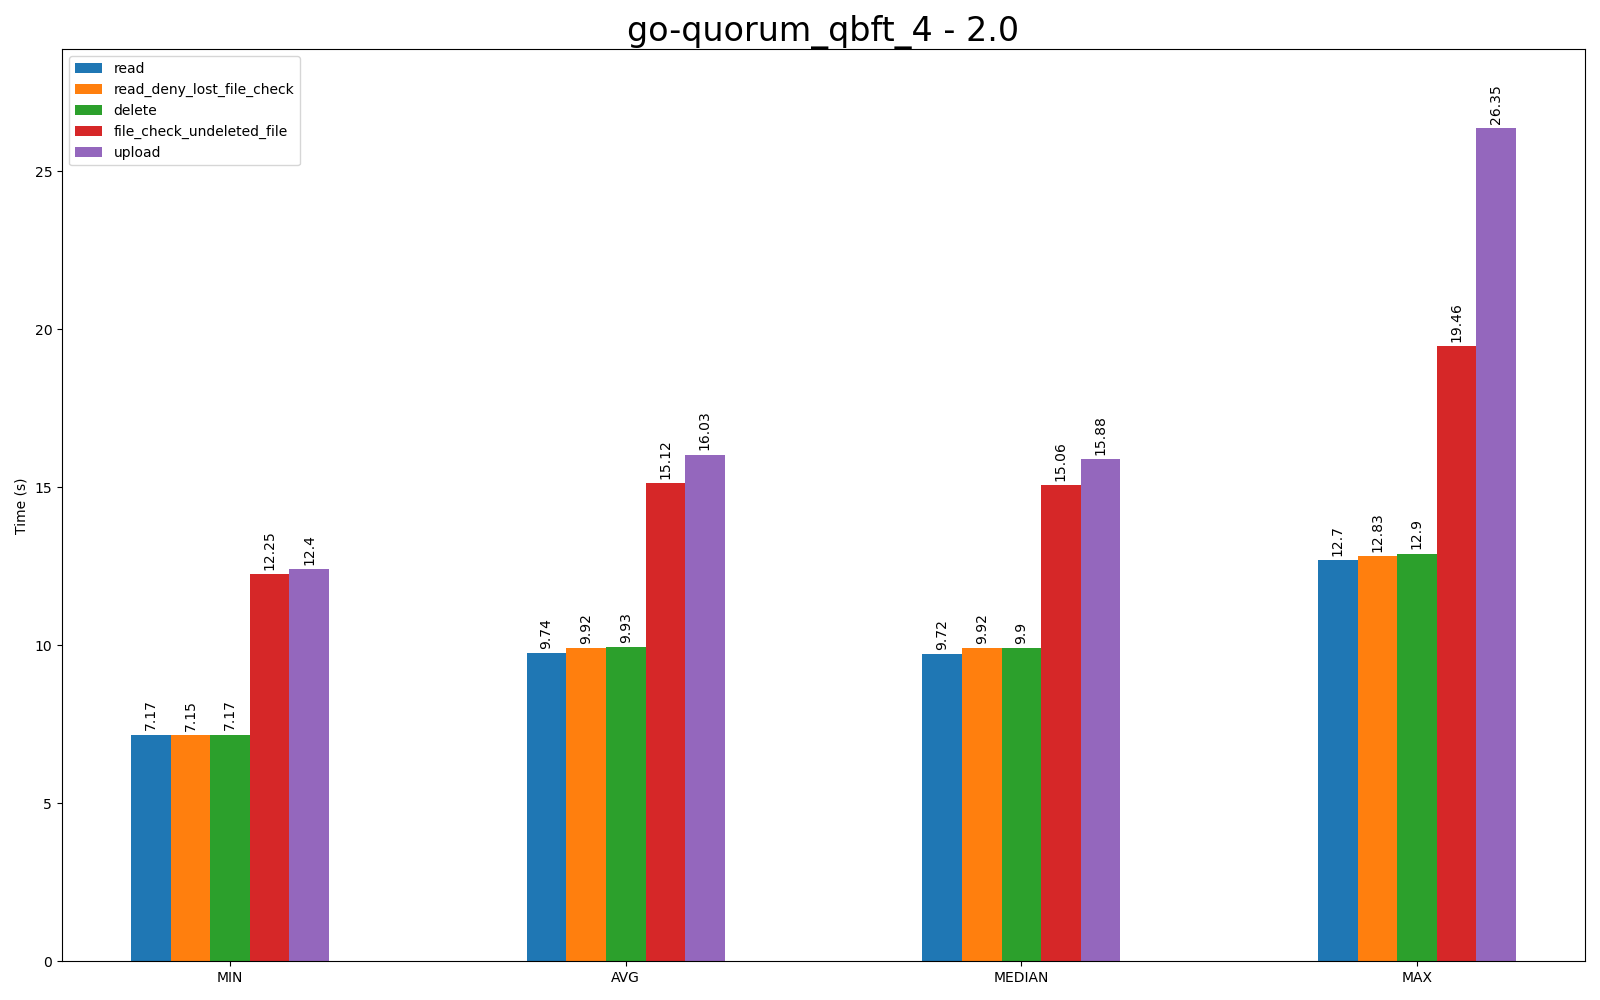 go-quorum_qbft_4 - 2.0
read
read_deny_lost_file_check
delete
file_check_undeleted_file
upload
Time (s)
25
20
15
10
5
0
7.17
7.15
7.17
12.25
12.4
9.74
9.92
9.93
15.12
16.03
9.72
9.92
9.9
15.06
15.88
12.7
12.83
12.9
19.46
26.35
MIN
AVG
MEDIAN
MAX